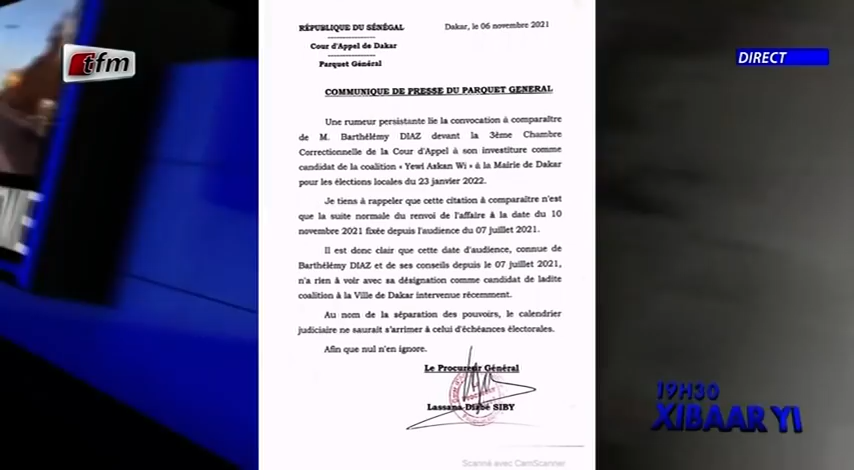 tfm
DIRECT
RÉPUBLIQUE DU SÉNÉGAL
Dakar, le 06 novembre 2021
Cour d'Appel de Dakar
Parquet Général
COMMUNIQUE DE PRESSE DU PARQUET GENERAL
Une rumeur persistante lie la convocation à comparaître
de M. Barthélémy DIAZ devant la 3ème Chambre
Correctionnelle de la Cour d'Appel à son investiture comme
candidat de la coalition « Yewi Askan Wi » à la Mairie de Dakar
pour les élections locales du 23 janvier 2022.
Je tiens à rappeler que cette citation à comparaître n'est
que la suite normale du renvoi de l'affaire à la date du 10
novembre 2021 fixée depuis l'audience du 07 juillet 2021.
Il est donc clair que cette date d'audience, connue de
Barthélémy DIAZ et de ses conseils depuis le 07 juillet 2021,
n'a rien à voir avec sa désignation comme candidat de ladite
coalition à la Ville de Dakar intervenue récemment.
Au nom de la séparation des pouvoirs, le calendrier
judiciaire ne saurait s'arrimer à celui d'échéances électorales.
Afin que nul n'en ignore.
Le Procureur Général
Lassana Diabé SIBY
Scanné avec CamScanner
19H30
XIBAAR YI